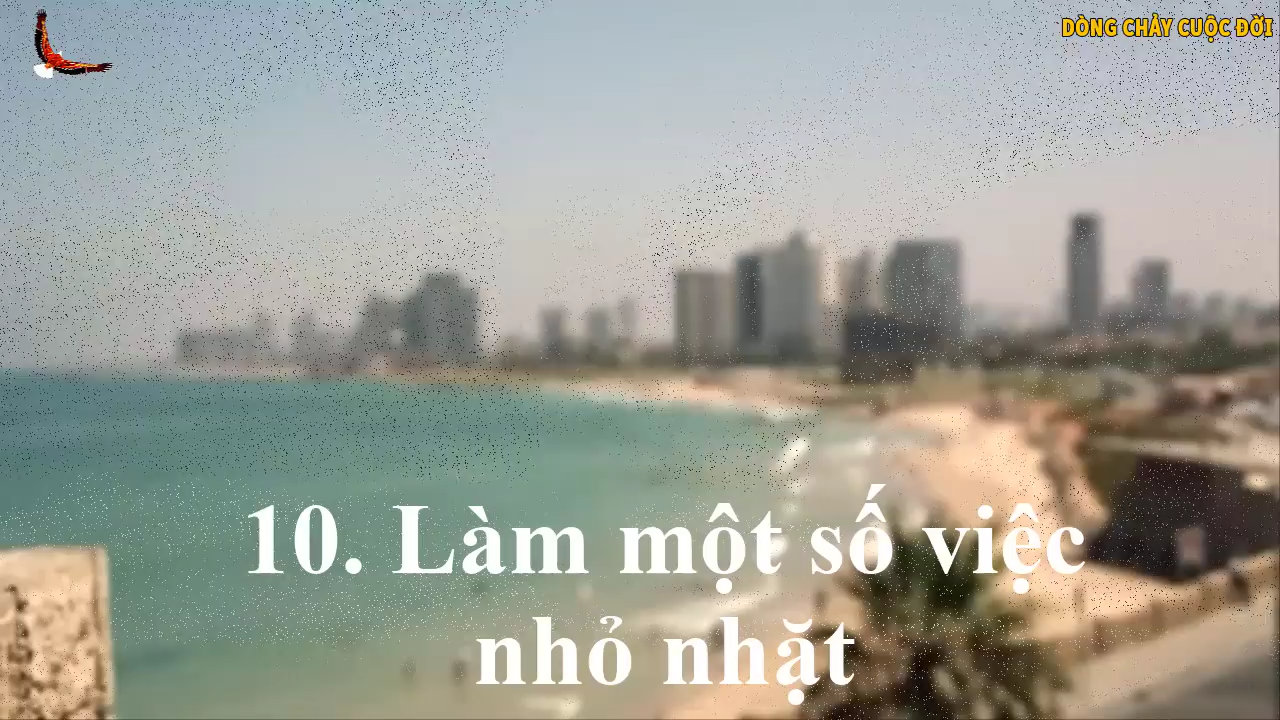 DÒNG CHẢY CUỘC ĐỜI
10. Làm một số việc
nhỏ nhặt